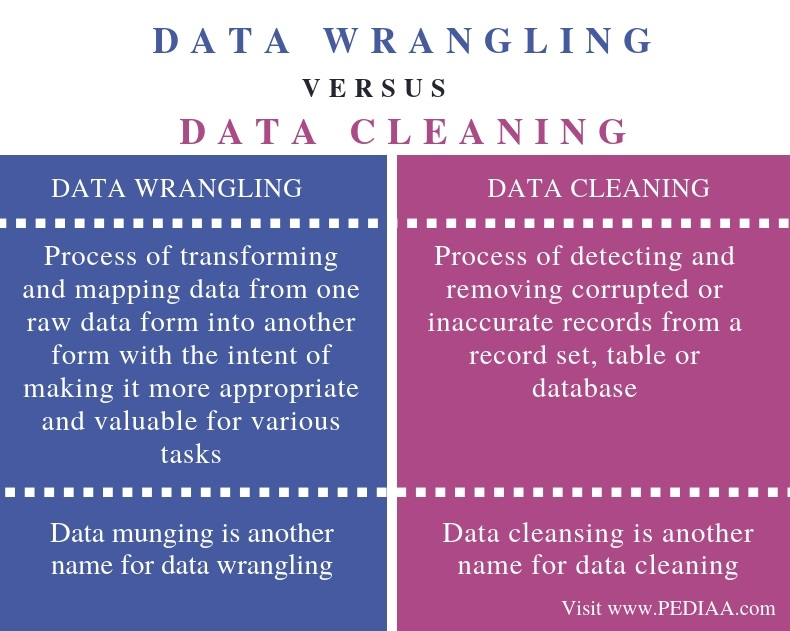 DATA WRANGLING
VERSUS
DATA CLEANING
DATA WRANGLING
Process of transforming
and mapping data from one
raw data form into another
form with the intent of
making it more appropriate
and valuable for various
tasks
Data munging is another
name for data wrangling
DATA CLEANING
Process of detecting and
removing corrupted or
inaccurate records from a
record set, table or
database
Data cleansing is another
name for data cleaning
Visit www.PEDIAA.com